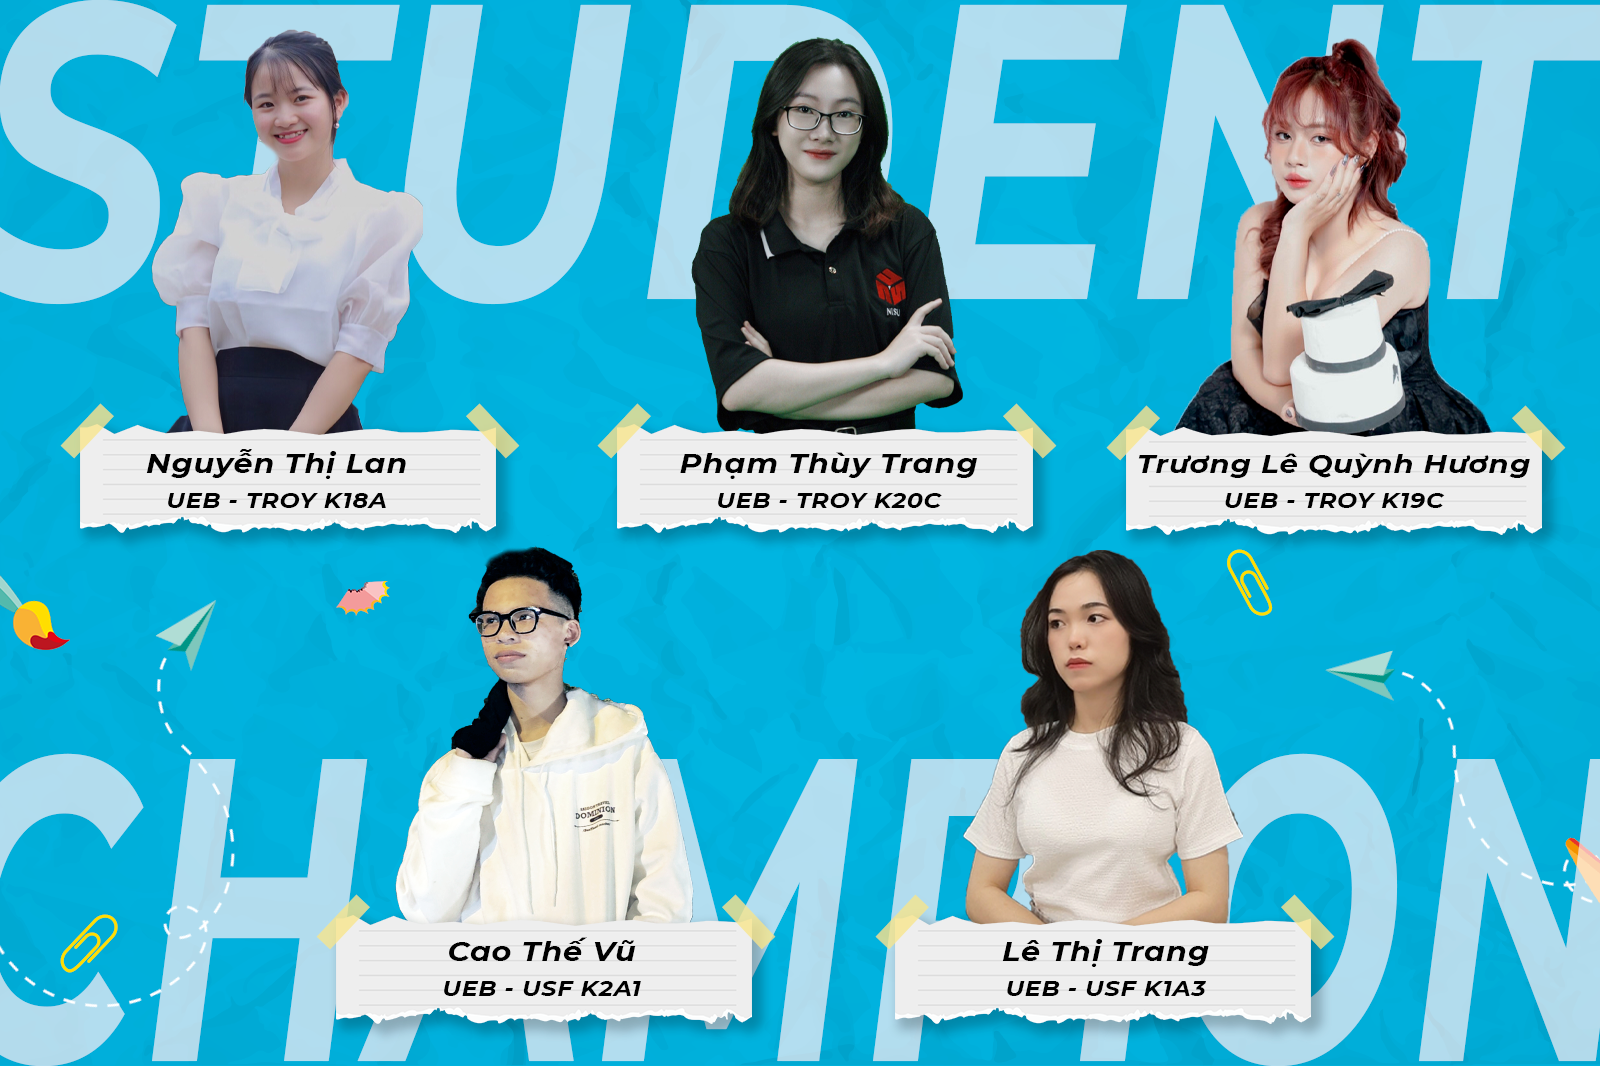 STUDENT
Nguyễn Thị Lan
UEB - TROY K18A
Phạm Thùy Trang
UEB - TROY K20C
Trương Lê Quỳnh Hương
UEB - TROY K19C
DOMINION
Cao Thế Vũ
UEB - USF K2A1
Lê Thị Trang
UEB - USF K1A3
CHAMPION